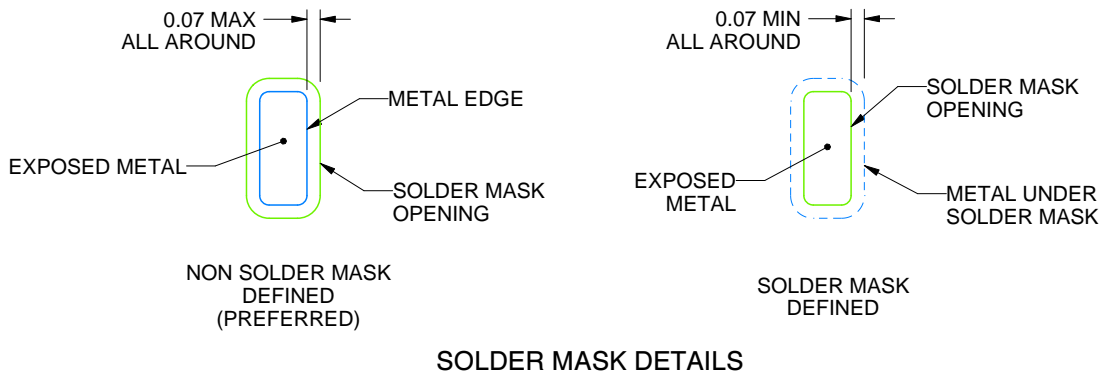 0.07 MAX
ALL AROUND
METAL EDGE
EXPOSED METAL
SOLDER MASK
OPENING
NON SOLDER MASK
DEFINED
(PREFERRED)
0.07 MIN
ALL AROUND
SOLDER MASK
OPENING
EXPOSED
METAL
METAL UNDER
SOLDER MASK
SOLDER MASK
DEFINED
SOLDER MASK DETAILS